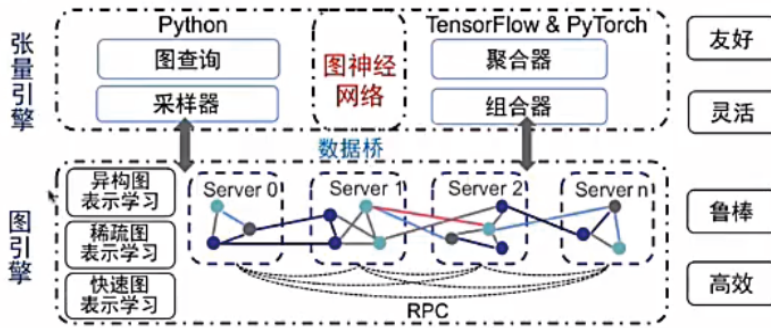 张量引擎
Python
图查询
采样器
图神经
网络
TensorFlow & PyTorch
聚合器
组合器
友好
灵活
数据桥
图引擎
异构图
表示学习
稀疏图
表示学习
快速图
表示学习
Server 0
Server 1
Server 2
Server n
RPC
鲁棒
高效